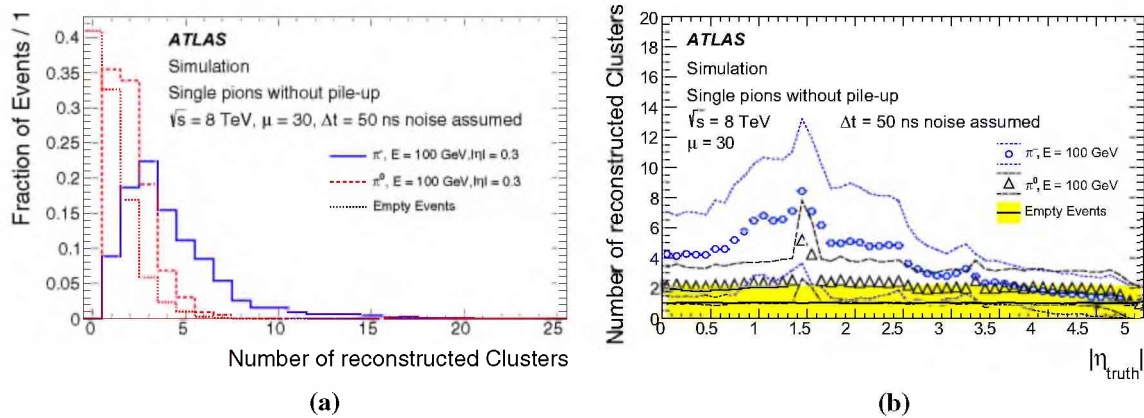 Fraction of Events / 1
0.4
0.35
0.3
0.25
0.2
0.15
0.1
0.05
0
ATLAS
Simulation
Single pions without pile-up
√s = 8 TeV, μ = 30, Δt = 50 ns noise assumed
π⁻, E = 100 GeV,|η| = 0.3
π⁰, E = 100 GeV,|η| = 0.3
Empty Events
0 5 10 15 20 25
Number of reconstructed Clusters
(a)
Number of reconstructed Clusters
20
18
16
14
12
10
8
6
4
2
0
ATLAS
Simulation
Single pions without pile-up
√s = 8 TeV Δt = 50 ns noise assumed
μ = 30
π⁻, E = 100 GeV
π⁰, E = 100 GeV
Empty Events
0 0.5 1 1.5 2 2.5 3 3.5 4 4.5 5
|η_truth|
(b)